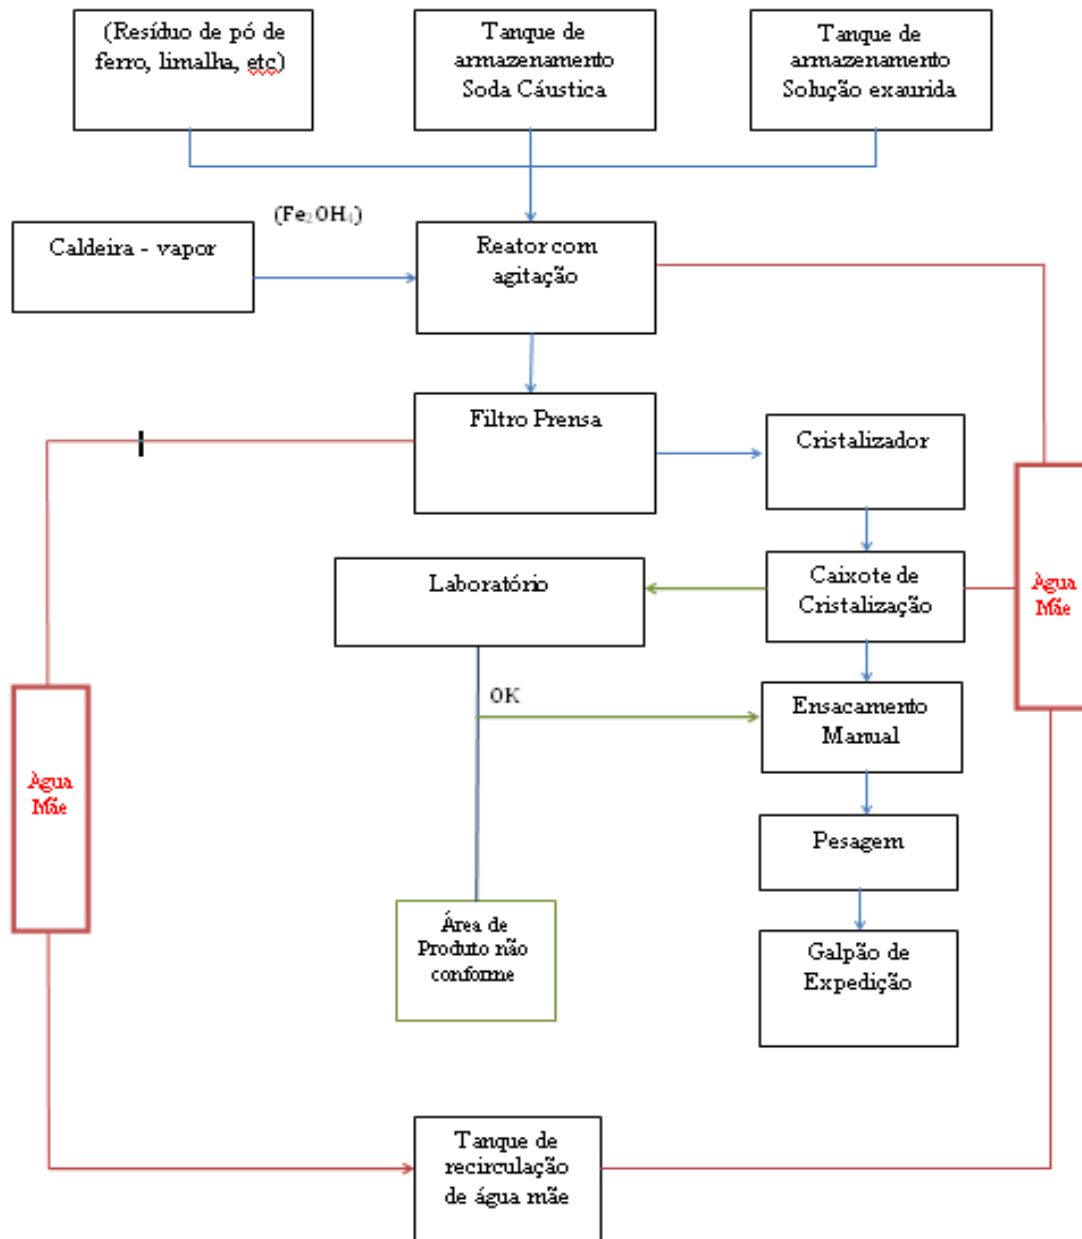 (Resíduo de pó de
ferro, limalha, etc)
Tanque de
armazenamento
Soda Cáustica
Tanque de
armazenamento
Solução exaurida
(Fe₂OH₄)
Caldeira - vapor
Reator com
agitação
Filtro Prensa
Cristalizador
Laboratório
Caixote de
Cristalização
Água
Mãe
OK
Ensacamento
Manual
Água
Mãe
Pesagem
Área de
Produto não
conforme
Galpão de
Expedição
Tanque de
recirculação
de água mãe